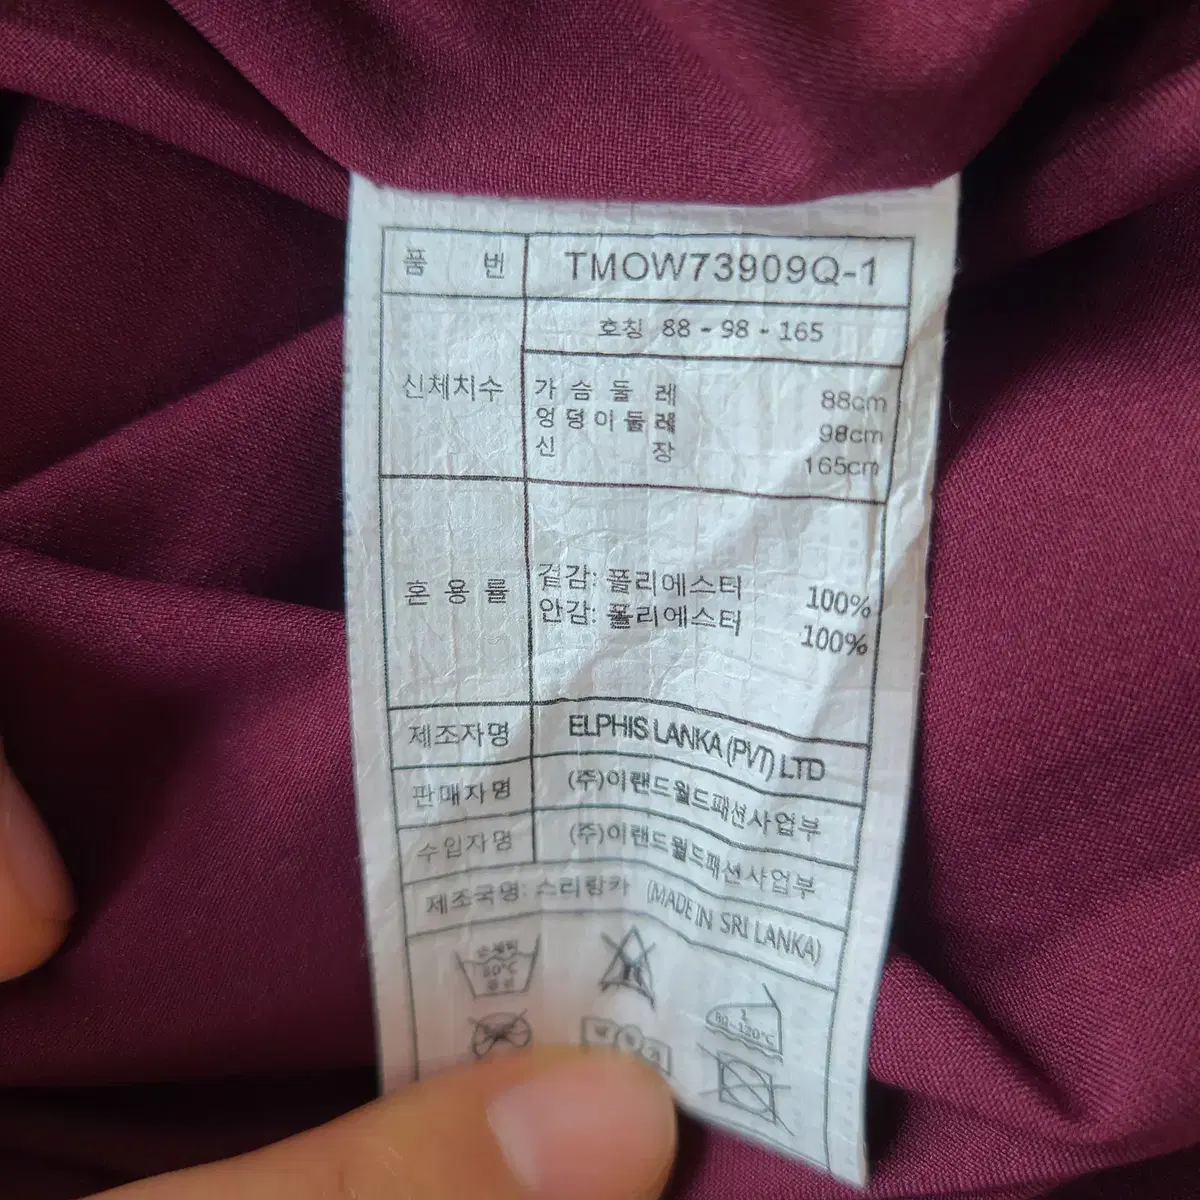 품 번 TMOW73909Q-1
호칭 88 - 98 - 165
신체치수
가슴둘레 88cm
엉덩이둘레 98cm
신장 165cm
혼용률
겉감: 폴리에스터 100%
안감: 폴리에스터 100%
제조자명 ELPHIS LANKA (PVT) LTD
판매자명 (주)이랜드월드패션사업부
수입자명 (주)이랜드월드패션사업부
제조국명: 스리랑카 (MADE IN SRI LANKA)
손세탁
1
80~120℃